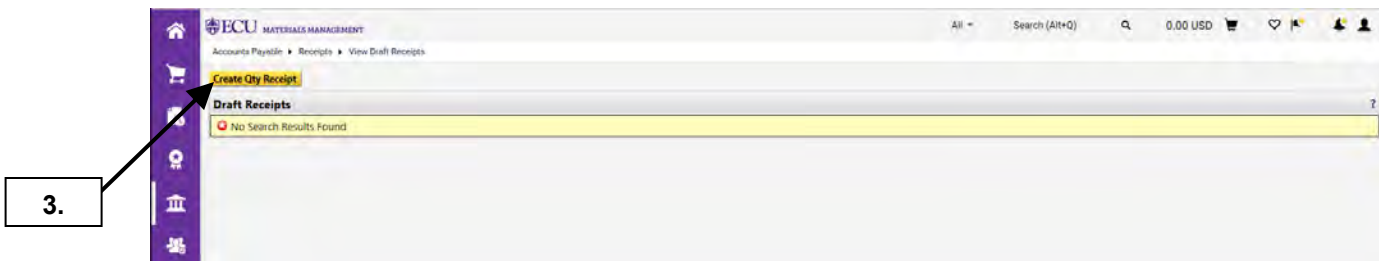 ECU MATERIALS MANAGEMENT All Search (Alt+Q) 0.00 USD
Accounts Payable Receipts View Draft Receipts
Create Qty Receipt
Draft Receipts ?
No Search Results Found
3.